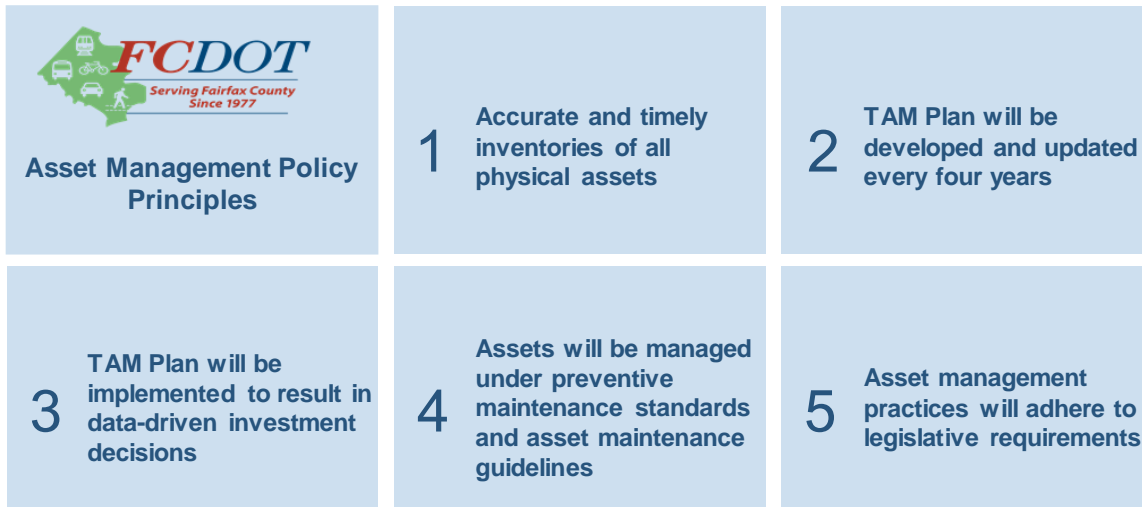 FCDOT
Serving Fairfax County
Since 1977
Asset Management Policy
Principles
1
Accurate and timely
inventories of all
physical assets
2
TAM Plan will be
developed and updated
every four years
3
TAM Plan will be
implemented to result in
data-driven investment
decisions
4
Assets will be managed
under preventive
maintenance standards
and asset maintenance
guidelines
5
Asset management
practices will adhere to
legislative requirements